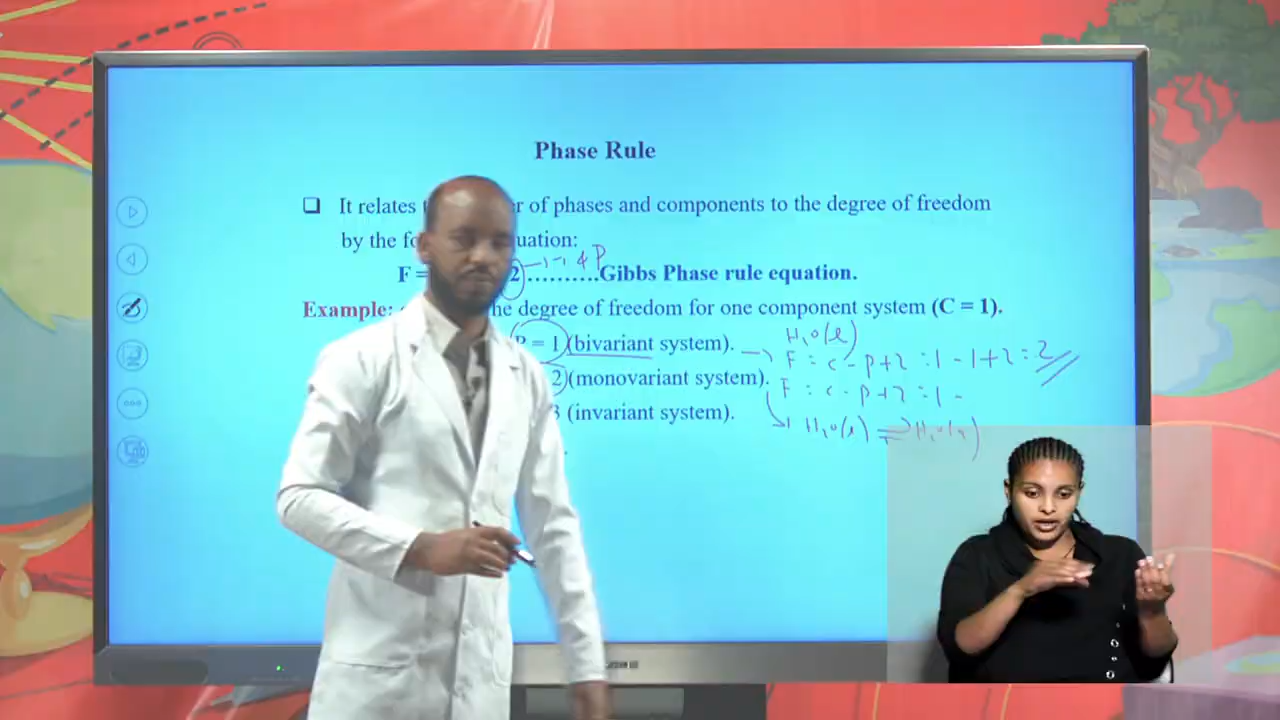 Phase Rule
It relates r of phases and components to the degree of freedom
by the fo uation:
F = 2 ..........Gibbs Phase rule equation.
T & P
Example: he degree of freedom for one component system (C = 1).
P = 1 (bivariant system).
H2O(l)
F = C - P + 2 = 1 - 1 + 2 = 2
2 (monovariant system).
F = C - P + 2 = 1 -
3 (invariant system).
H2O(l) ⇌ H2O(g)